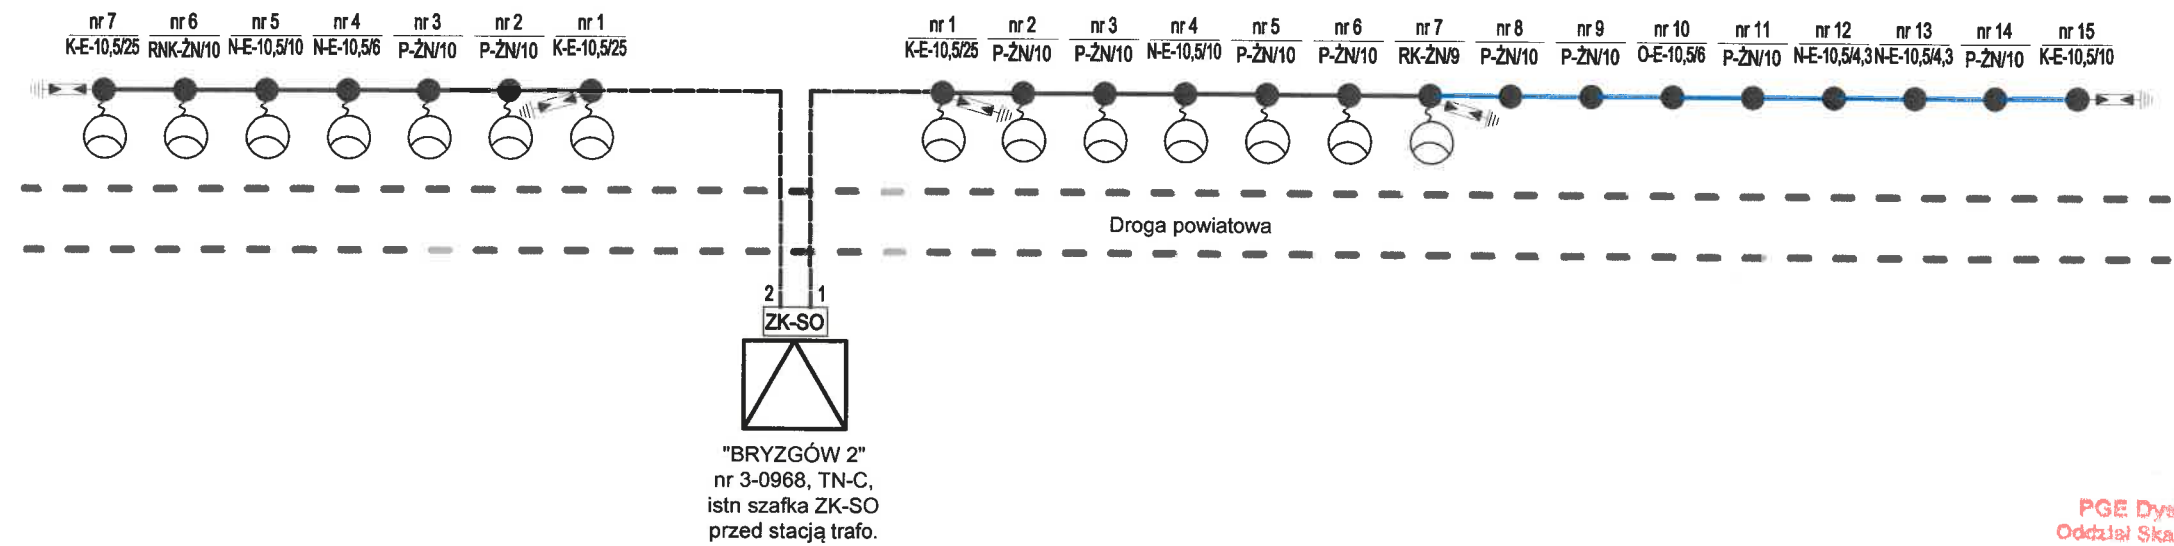 nr 7
K-E-10,5/25
nr 6
RNK-ŻN/10
nr 5
N-E-10,5/10
nr 4
N-E-10,5/6
nr 3
P-ŻN/10
nr 2
P-ŻN/10
nr 1
K-E-10,5/25
nr 1
K-E-10,5/25
nr 2
P-ŻN/10
nr 3
P-ŻN/10
nr 4
N-E-10,5/10
nr 5
P-ŻN/10
nr 6
P-ŻN/10
nr 7
RK-ŻN/9
nr 8
P-ŻN/10
nr 9
P-ŻN/10
nr 10
O-E-10,5/6
nr 11
P-ŻN/10
nr 12
N-E-10,5/4,3
nr 13
N-E-10,5/4,3
nr 14
P-ŻN/10
nr 15
K-E-10,5/10
Droga powiatowa
2 1
ZK-SO
"BRYZGÓW 2"
nr 3-0968, TN-C,
istn szafka ZK-SO
przed stacją trafo.
PGE Dys
Oddział Ska